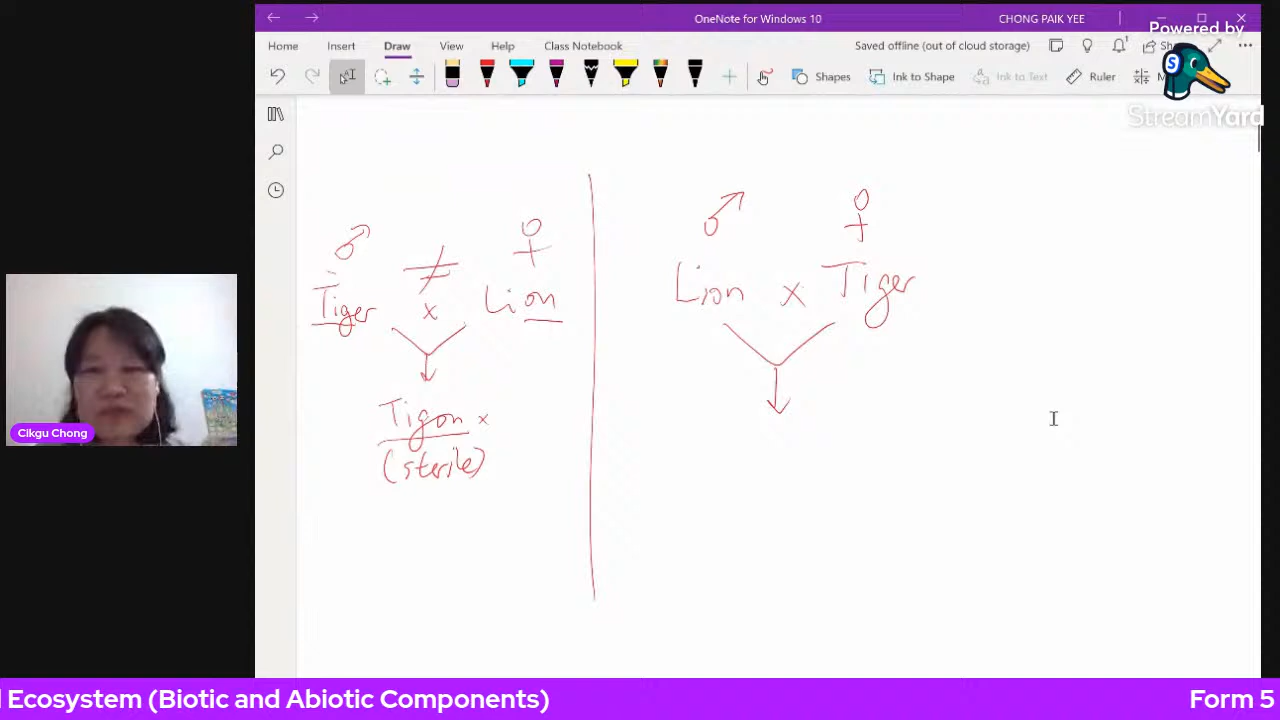 OneNote for Windows 10
CHONG PAIK YEE
Powered by
StreamYard
Home Insert Draw View Help Class Notebook
Saved offline (out of cloud storage)
Shapes Ink to Shape Ink to Text Ruler
♂ ≠ ♀
Tiger x Lion
Tigon x
(sterile)
♂ ♀
Lion x Tiger
Cikgu Chong
Ecosystem (Biotic and Abiotic Components)
Form 5